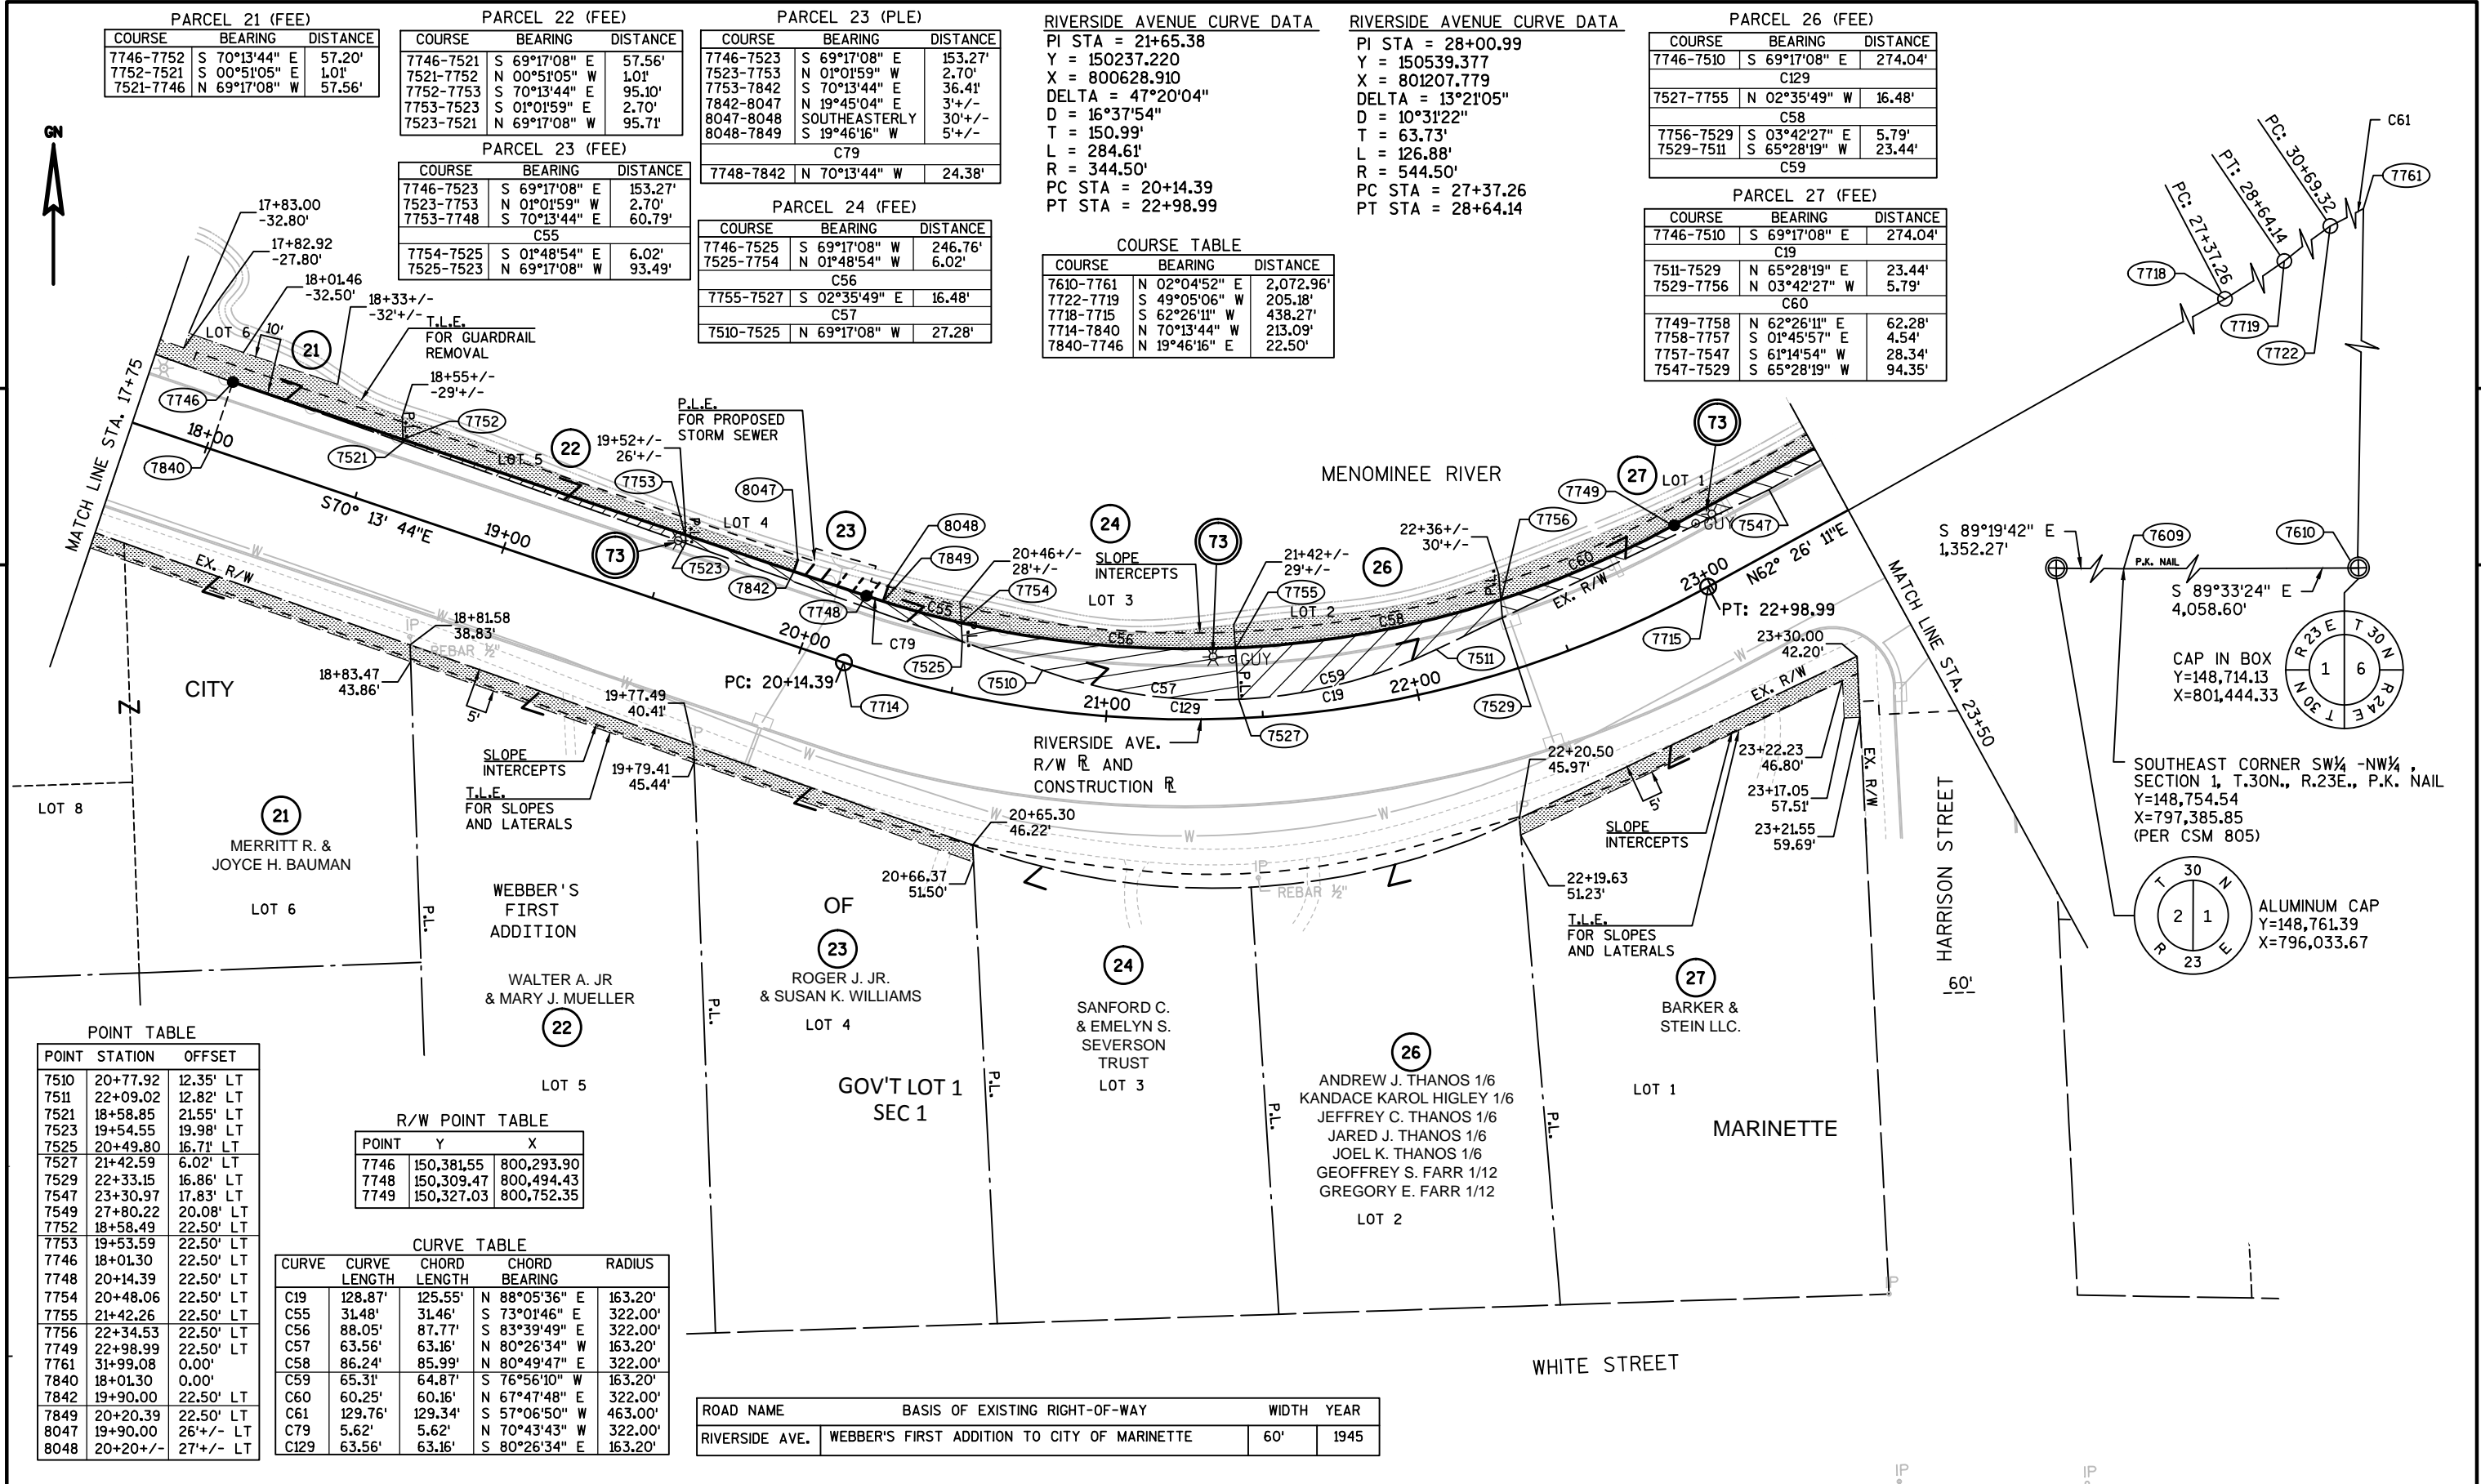 PARCEL 21 (FEE)
COURSE BEARING DISTANCE
7746-7752 S 70°13'44" E 57.20'
7752-7521 S 00°51'05" E 1.01'
7521-7746 N 69°17'08" W 57.56'
PARCEL 22 (FEE)
COURSE BEARING DISTANCE
7746-7521 S 69°17'08" E 57.56'
7521-7752 N 00°51'05" W 1.01'
7752-7753 S 70°13'44" E 95.10'
7753-7523 S 01°01'59" E 2.70'
7523-7521 N 69°17'08" W 95.71'
PARCEL 23 (FEE)
COURSE BEARING DISTANCE
7746-7523 S 69°17'08" E 153.27'
7523-7753 N 01°01'59" W 2.70'
7753-7748 S 70°13'44" E 60.79'
C55
7754-7525 S 01°48'54" E 6.02'
7525-7523 N 69°17'08" W 93.49'
PARCEL 23 (PLE)
COURSE BEARING DISTANCE
7746-7523 S 69°17'08" E 153.27'
7523-7753 N 01°01'59" W 2.70'
7753-7842 S 70°13'44" E 36.41'
7842-8047 N 19°45'04" E 3'+/-
8047-8048 SOUTHEASTERLY 30'+/-
8048-7849 S 19°46'16" W 5'+/-
C79
7748-7842 N 70°13'44" W 24.38'
PARCEL 24 (FEE)
COURSE BEARING DISTANCE
7746-7525 S 69°17'08" W 246.76'
7525-7754 N 01°48'54" W 6.02'
C56
7755-7527 S 02°35'49" E 16.48'
C57
7510-7525 N 69°17'08" W 27.28'
RIVERSIDE AVENUE CURVE DATA
PI STA = 21+65.38
Y = 150237.220
X = 800628.910
DELTA = 47°20'04"
D = 16°37'54"
T = 150.99'
L = 284.61'
R = 344.50'
PC STA = 20+14.39
PT STA = 22+98.99
RIVERSIDE AVENUE CURVE DATA
PI STA = 28+00.99
Y = 150539.377
X = 801207.779
DELTA = 13°21'05"
D = 10°31'22"
T = 63.73'
L = 126.88'
R = 544.50'
PC STA = 27+37.26
PT STA = 28+64.14
COURSE TABLE
COURSE BEARING DISTANCE
7610-7761 N 02°04'52" E 2,072.96'
7722-7719 S 49°05'06" W 205.18'
7718-7715 S 62°26'11" W 438.27'
7714-7840 N 70°13'44" W 213.09'
7840-7746 N 19°46'16" E 22.50'
PARCEL 26 (FEE)
COURSE BEARING DISTANCE
7746-7510 S 69°17'08" E 274.04'
C129
7527-7755 N 02°35'49" W 16.48'
C58
7756-7529 S 03°42'27" E 5.79'
7529-7511 S 65°28'19" W 23.44'
C59
PARCEL 27 (FEE)
COURSE BEARING DISTANCE
7746-7510 S 69°17'08" E 274.04'
C19
7511-7529 N 65°28'19" E 23.44'
7529-7756 N 03°42'27" W 5.79'
C60
7749-7758 N 62°26'11" E 62.28'
7758-7757 S 01°45'57" E 4.54'
7757-7547 S 61°14'54" W 28.34'
7547-7529 S 65°28'19" W 94.35'
PC: 27+37.26
PT: 28+64.14
PC: 30+69.32
C61
7761
7718
7719
7722
GN
17+83.00
-32.80'
17+82.92
-27.80'
18+01.46
-32.50'
18+33+/-
-32'+/-
T.L.E.
FOR GUARDRAIL
REMOVAL
18+55+/-
-29'+/-
LOT 6
10'
21
7746
7752
7521
P.L.
7840
18+00
MATCH LINE STA. 17+75
22
LOT 5
19+52+/-
26'+/-
7753
P.L.E.
FOR PROPOSED
STORM SEWER
8047
LOT 4
23
P.L.
8048
7849
73
7523
7842
7748
S70° 13' 44"E
19+00
20+00
PC: 20+14.39
7714
C79
C55
20+46+/-
28'+/-
7754
7525
P.L.
7510
MENOMINEE RIVER
24
SLOPE
INTERCEPTS
LOT 3
73
21+42+/-
29'+/-
7755
LOT 2
26
GUY
C56
C58
C57
C129
C59
C19
P.L.
21+00
22+00
7527
22+36+/-
30'+/-
7756
P.L.
7511
7529
EX. R/W
C60
7749
27
LOT 1
73
GUY
7547
23+00
N62° 26' 11"E
PT: 22+98.99
7715
MATCH LINE STA. 23+50
RIVERSIDE AVE.
R/W R AND
CONSTRUCTION R
EX. R/W
W
W
W
W
W
W
W
CITY
IP
REBAR ½"
18+81.58
38.83'
18+83.47
43.86'
5'
SLOPE
INTERCEPTS
T.L.E.
FOR SLOPES
AND LATERALS
19+77.49
40.41'
IP
19+79.41
45.44'
20+65.30
46.22'
20+66.37
51.50'
IP
REBAR ½"
22+20.50
45.97'
22+19.63
51.23'
EX. R/W
5'
SLOPE
INTERCEPTS
T.L.E.
FOR SLOPES
AND LATERALS
23+30.00
42.20'
23+22.23
46.80'
23+17.05
57.51'
23+21.55
59.69'
EX. R/W
HARRISON STREET
60'
S 89°19'42" E
1,352.27'
7609
P.K. NAIL
7610
S 89°33'24" E
4,058.60'
CAP IN BOX
Y=148,714.13
X=801,444.33
R 23 E T 30 N
1 6
T 30 N R 24 E
SOUTHEAST CORNER SW¼ -NW¼ ,
SECTION 1, T.30N., R.23E., P.K. NAIL
Y=148,754.54
X=797,385.85
(PER CSM 805)
T 30 N
2 1
R 23 E
ALUMINUM CAP
Y=148,761.39
X=796,033.67
LOT 8
21
MERRITT R. &
JOYCE H. BAUMAN
LOT 6
P.L.
WEBBER'S
FIRST
ADDITION
WALTER A. JR
& MARY J. MUELLER
22
LOT 5
P.L.
OF
23
ROGER J. JR.
& SUSAN K. WILLIAMS
LOT 4
GOV'T LOT 1
SEC 1
P.L.
24
SANFORD C.
& EMELYN S.
SEVERSON
TRUST
LOT 3
P.L.
26
ANDREW J. THANOS 1/6
KANDACE KAROL HIGLEY 1/6
JEFFREY C. THANOS 1/6
JARED J. THANOS 1/6
JOEL K. THANOS 1/6
GEOFFREY S. FARR 1/12
GREGORY E. FARR 1/12
LOT 2
P.L.
27
BARKER &
STEIN LLC.
LOT 1
MARINETTE
IP
WHITE STREET
POINT TABLE
POINT STATION OFFSET
7510 20+77.92 12.35' LT
7511 22+09.02 12.82' LT
7521 18+58.85 21.55' LT
7523 19+54.55 19.98' LT
7525 20+49.80 16.71' LT
7527 21+42.59 6.02' LT
7529 22+33.15 16.86' LT
7547 23+30.97 17.83' LT
7549 27+80.22 20.08' LT
7752 18+58.49 22.50' LT
7753 19+53.59 22.50' LT
7746 18+01.30 22.50' LT
7748 20+14.39 22.50' LT
7754 20+48.06 22.50' LT
7755 21+42.26 22.50' LT
7756 22+34.53 22.50' LT
7749 22+98.99 22.50' LT
7761 31+99.08 0.00'
7840 18+01.30 0.00'
7842 19+90.00 22.50' LT
7849 20+20.39 22.50' LT
8047 19+90.00 26'+/- LT
8048 20+20+/- 27'+/- LT
R/W POINT TABLE
POINT Y X
7746 150,381.55 800,293.90
7748 150,309.47 800,494.43
7749 150,327.03 800,752.35
CURVE TABLE
CURVE CURVE CHORD CHORD RADIUS
LENGTH LENGTH BEARING
C19 128.87' 125.55' N 88°05'36" E 163.20'
C55 31.48' 31.46' S 73°01'46" E 322.00'
C56 88.05' 87.77' S 83°39'49" E 322.00'
C57 63.56' 63.16' N 80°26'34" W 163.20'
C58 86.24' 85.99' N 80°49'47" E 322.00'
C59 65.31' 64.87' S 76°56'10" W 163.20'
C60 60.25' 60.16' N 67°47'48" E 322.00'
C61 129.76' 129.34' S 57°06'50" W 463.00'
C79 5.62' 5.62' N 70°43'43" W 322.00'
C129 63.56' 63.16' S 80°26'34" E 163.20'
ROAD NAME BASIS OF EXISTING RIGHT-OF-WAY WIDTH YEAR
RIVERSIDE AVE. WEBBER'S FIRST ADDITION TO CITY OF MARINETTE 60' 1945
IP
IP